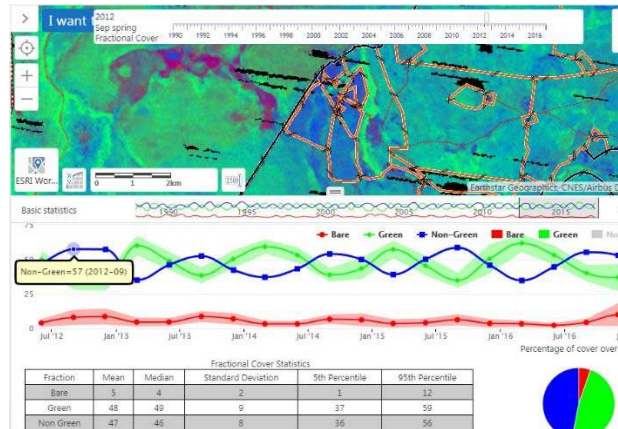 I want
2012
Sep spring
Fractional Cover
1990 1992 1994 1996 1998 2000 2002 2004 2006 2008 2010 2012 2014 2016
ESRI Wor...
0 1 2km
Earthstar Geographics, CNES/Airbus D
Basic statistics
1990 1995 2000 2005 2010 2015
75
Bare Green Non-Green Bare Green No
Non-Green=57 (2012-09)
25
0
Jul '12 Jan '13 Jul '13 Jan '14 Jul '14 Jan '15 Jul '15 Jan '16 Jul '16
Percentage of cover over
Fractional Cover Statistics
Fraction Mean Median Standard Deviation 5th Percentile 95th Percentile
Bare 5 4 2 1 12
Green 48 49 9 37 59
Non Green 47 46 8 36 56